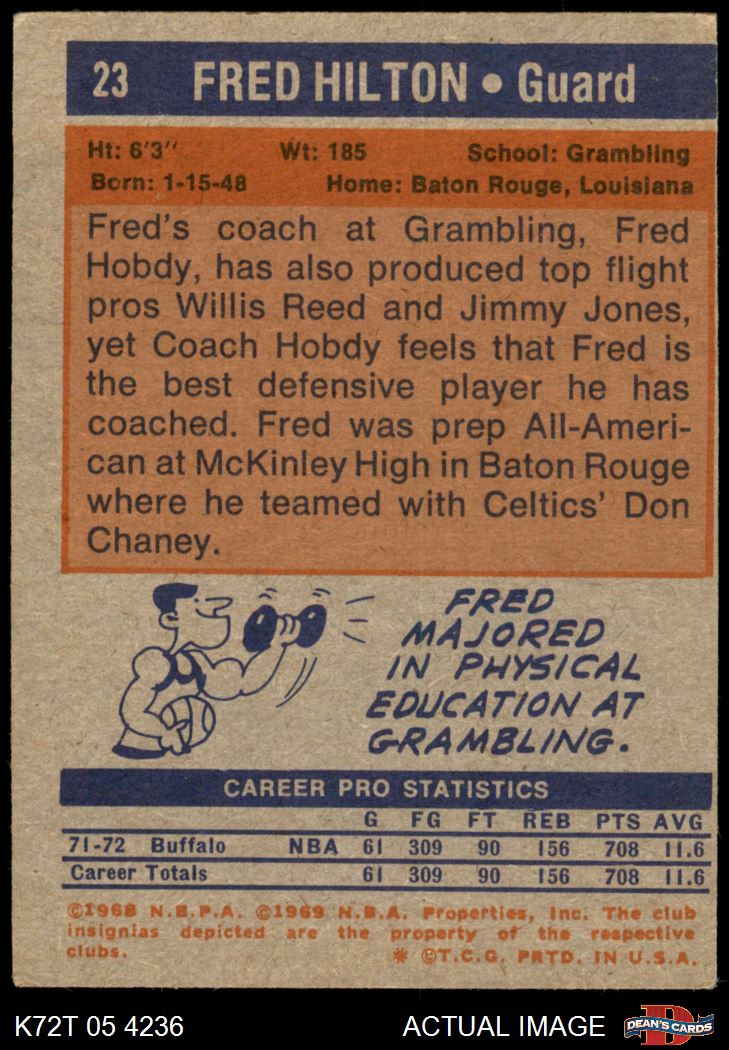 23 FRED HILTON • Guard
Ht: 6'3'' Wt: 185 School: Grambling
Born: 1-15-48 Home: Baton Rouge, Louisiana
Fred's coach at Grambling, Fred
Hobdy, has also produced top flight
pros Willis Reed and Jimmy Jones,
yet Coach Hobdy feels that Fred is
the best defensive player he has
coached. Fred was prep All-Ameri-
can at McKinley High in Baton Rouge
where he teamed with Celtics' Don
Chaney.
FRED
MAJORED
IN PHYSICAL
EDUCATION AT
GRAMBLING.
CAREER PRO STATISTICS
G FG FT REB PTS AVG
71-72 Buffalo NBA 61 309 90 156 708 11.6
Career Totals 61 309 90 156 708 11.6
©1968 N.B.P.A. ©1969 N.B.A. Properties, Inc. The club
insignias depicted are the property of the respective
clubs. * ©T.C.G. PRTD. IN U.S.A.
K72T 05 4236 ACTUAL IMAGE D DEAN'S CARDS